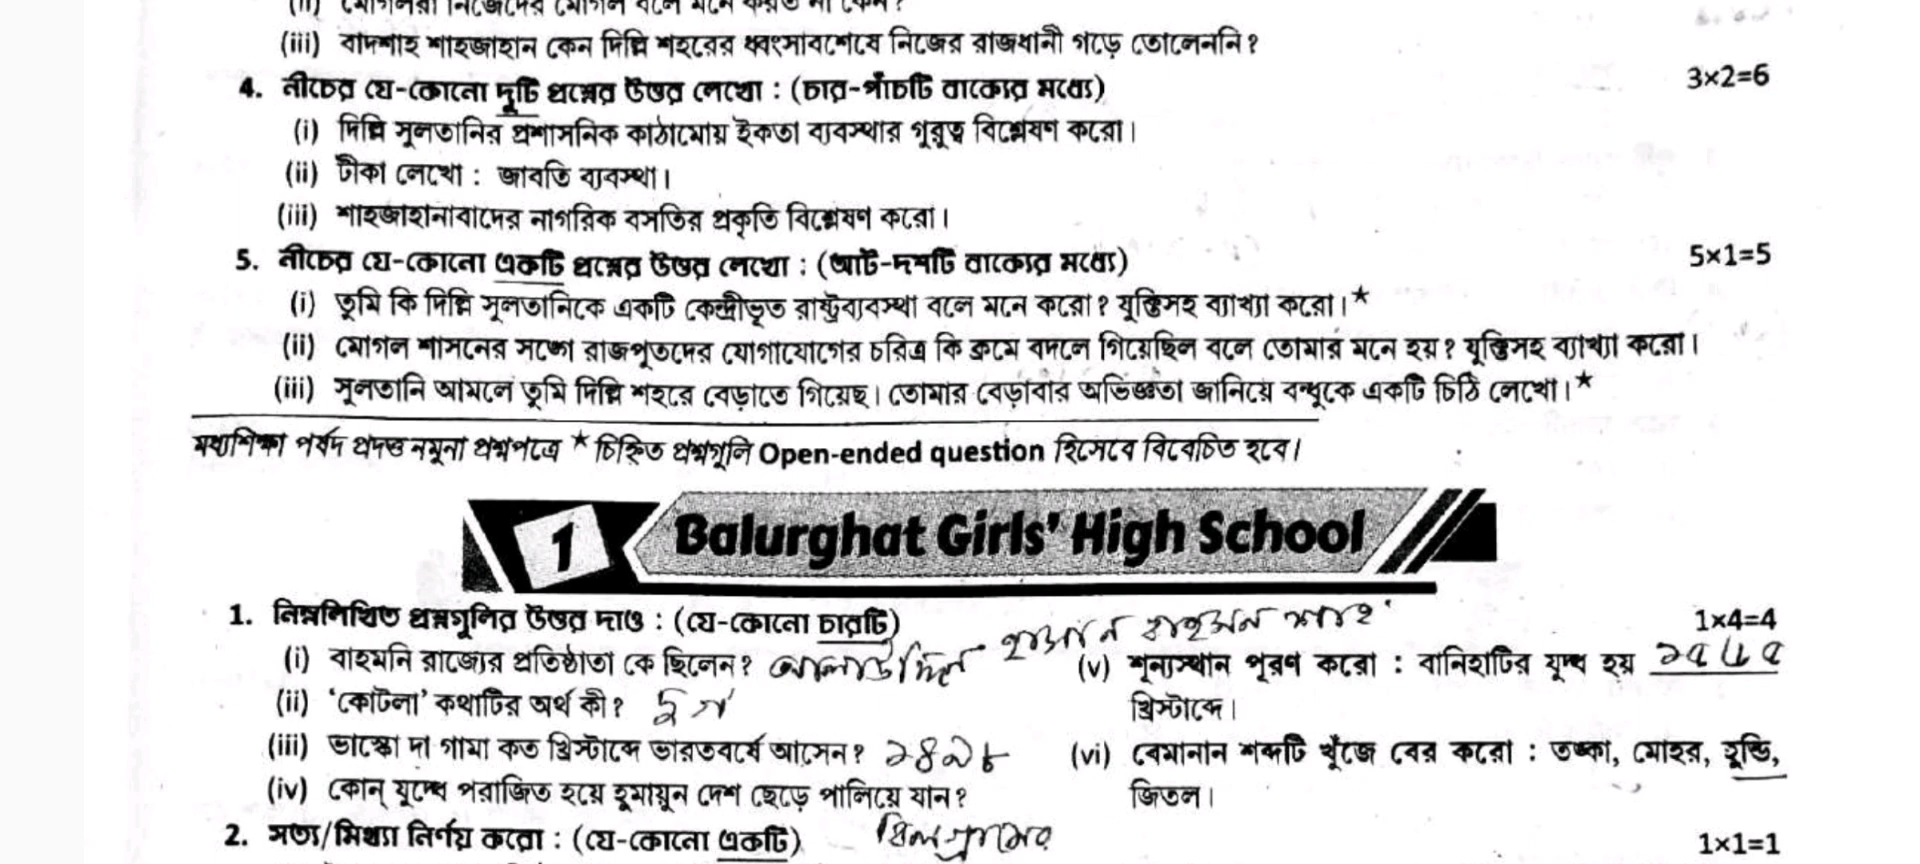 (iii) বাদশাহ শাহজাহান কেন দিল্লি শহরের ধ্বংসাবশেষে নিজের রাজধানী গড়ে তোলেননি?
4. নীচের যে-কোনো দুটি প্রশ্নের উত্তর লেখো : (চার-পাঁচটি বাক্যের মধ্যে) 3×2=6
(i) দিল্লি সুলতানির প্রশাসনিক কাঠামোয় ইকতা ব্যবস্থার গুরুত্ব বিশ্লেষণ করো।
(ii) টীকা লেখো : জাবতি ব্যবস্থা।
(iii) শাহজাহানাবাদের নাগরিক বসতির প্রকৃতি বিশ্লেষণ করো।
5. নীচের যে-কোনো একটি প্রশ্নের উত্তর লেখো : (আট-দশটি বাক্যের মধ্যে) 5×1=5
(i) তুমি কি দিল্লি সুলতানিকে একটি কেন্দ্রীভূত রাষ্ট্রব্যবস্থা বলে মনে করো? যুক্তিসহ ব্যাখ্যা করো।★
(ii) মোগল শাসনের সঙ্গে রাজপুতদের যোগাযোগের চরিত্র কি ক্রমে বদলে গিয়েছিল বলে তোমার মনে হয়? যুক্তিসহ ব্যাখ্যা করো।
(iii) সুলতানি আমলে তুমি দিল্লি শহরে বেড়াতে গিয়েছ। তোমার বেড়াবার অভিজ্ঞতা জানিয়ে বন্ধুকে একটি চিঠি লেখো।★
মধ্যশিক্ষা পর্ষদ প্রদত্ত নমুনা প্রশ্নপত্রে ★ চিহ্নিত প্রশ্নগুলি Open-ended question হিসেবে বিবেচিত হবে।
1 Balurghat Girls' High School
1. নিম্নলিখিত প্রশ্নগুলির উত্তর দাও : (যে-কোনো চারটি) 1×4=4
(i) বাহমনি রাজ্যের প্রতিষ্ঠাতা কে ছিলেন? আলাউদ্দিন হাসান বাহমন শাহ
(ii) 'কোটলা' কথাটির অর্থ কী? দুর্গ
(iii) ভাস্কো দা গামা কত খ্রিস্টাব্দে ভারতবর্ষে আসেন? ১৪৯৮
(iv) কোন্ যুদ্ধে পরাজিত হয়ে হুমায়ুন দেশ ছেড়ে পালিয়ে যান?
বিলগ্রামের
(v) শূন্যস্থান পূরণ করো : বানিহাটির যুদ্ধ হয় ১৫৬৫
খ্রিস্টাব্দে।
(vi) বেমানান শব্দটি খুঁজে বের করো : তঙ্কা, মোহর, হুন্ডি,
জিতল।
2. সত্য/মিথ্যা নির্ণয় করো : (যে-কোনো একটি) 1×1=1